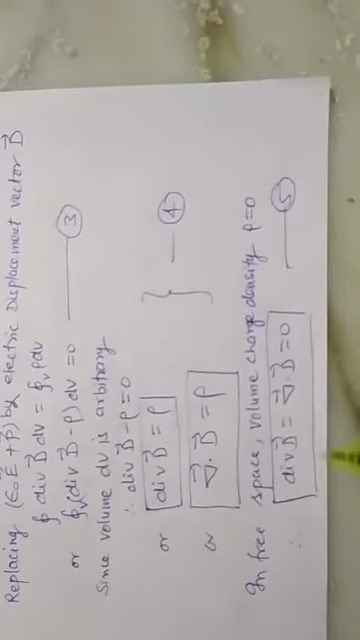 Replacing (ε₀E⃗ + P⃗) by electric Displacement vector D⃗
∮ div D⃗ dv = ∮ᵥ ρdv
or ∮ᵥ(div D⃗ - ρ) dv = 0 — ③
Since volume dv is arbitrary
∴ div D⃗ - ρ = 0
or div D⃗ = ρ
} — ④
or ∇⃗. D⃗ = ρ
In free space, volume charge density ρ=0
∴ div D⃗ = ∇⃗. D⃗ = 0 — ⑤